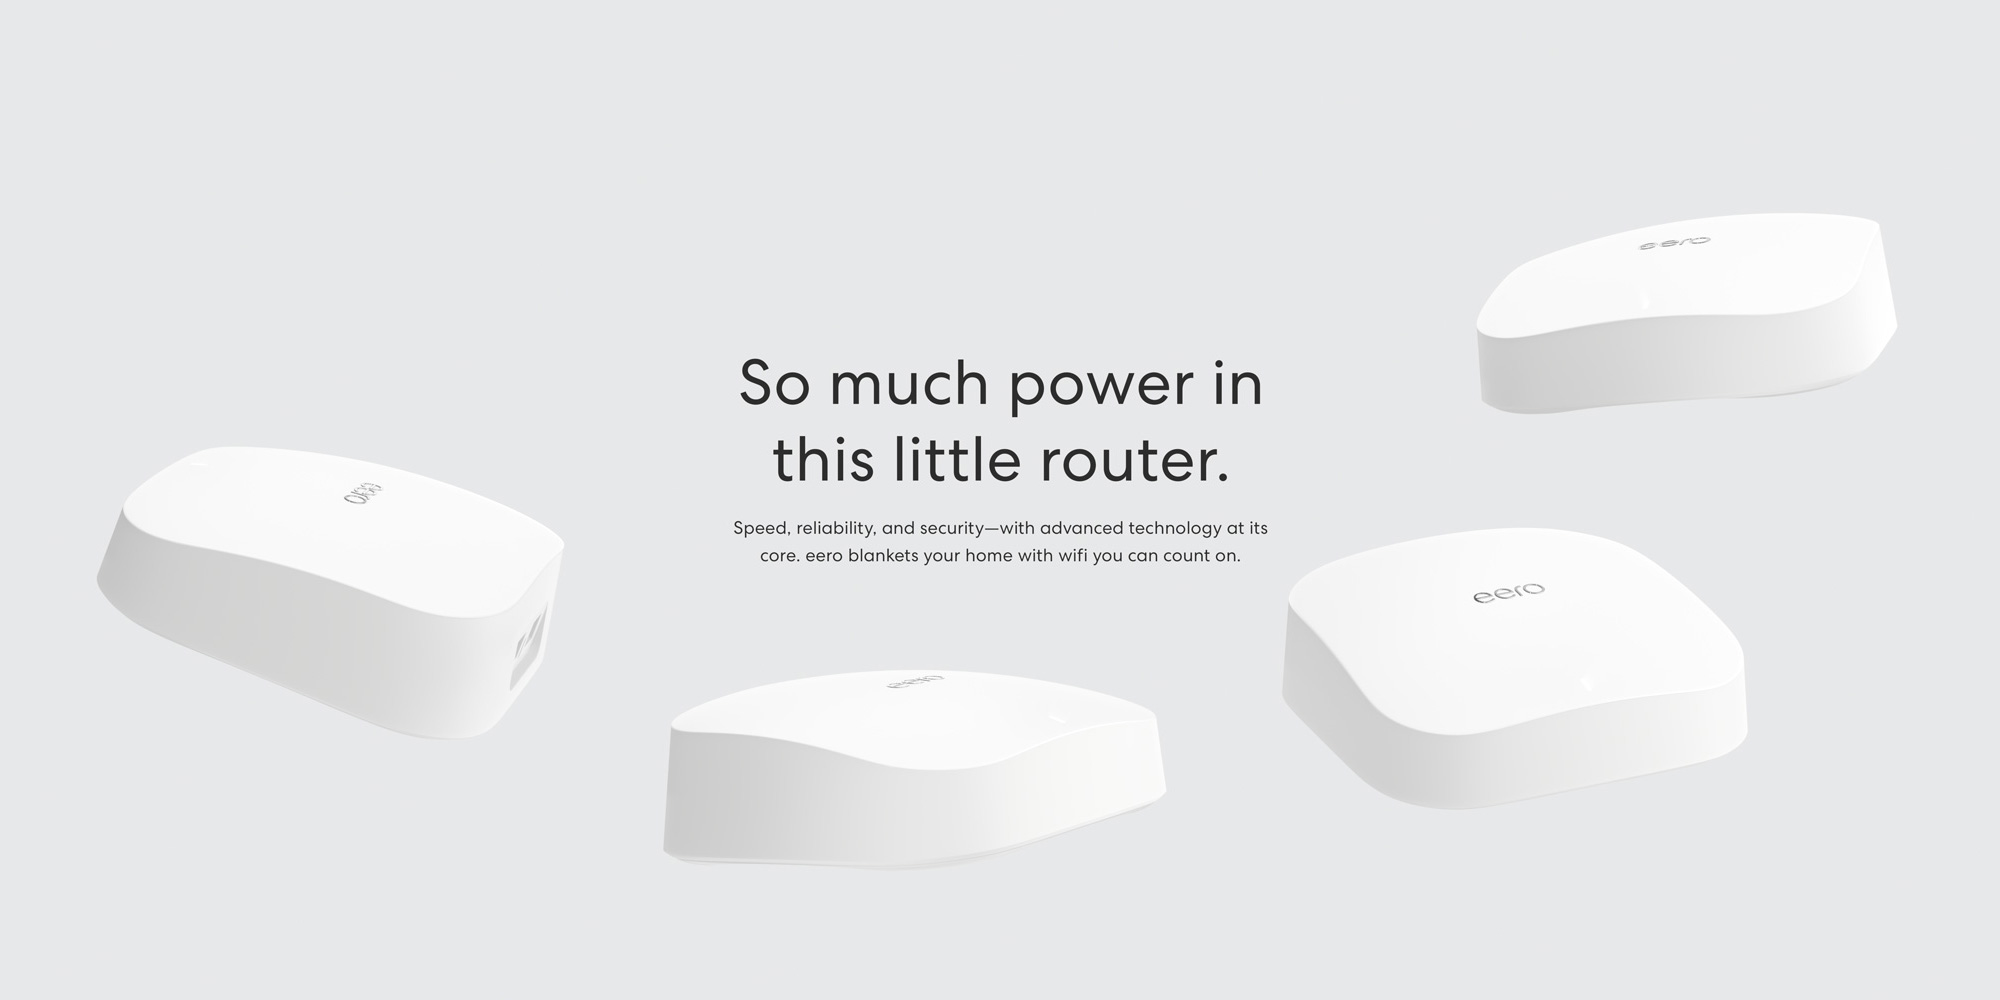 eero
So much power in
this little router.
eero
Speed, reliability, and security—with advanced technology at its
core. eero blankets your home with wifi you can count on.
eero
eero